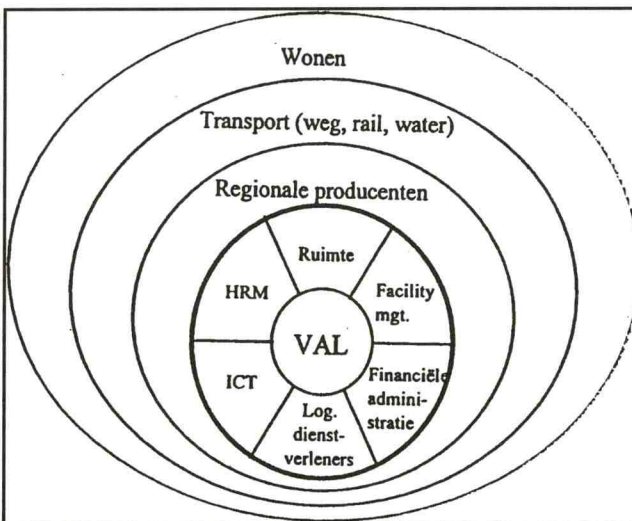 Wonen
Transport (weg, rail, water)
Regionale producenten
Ruimte
HRM
Facility
mgt.
VAL
ICT
Financiële
admini-
stratie
Log.
dienst-
verleners